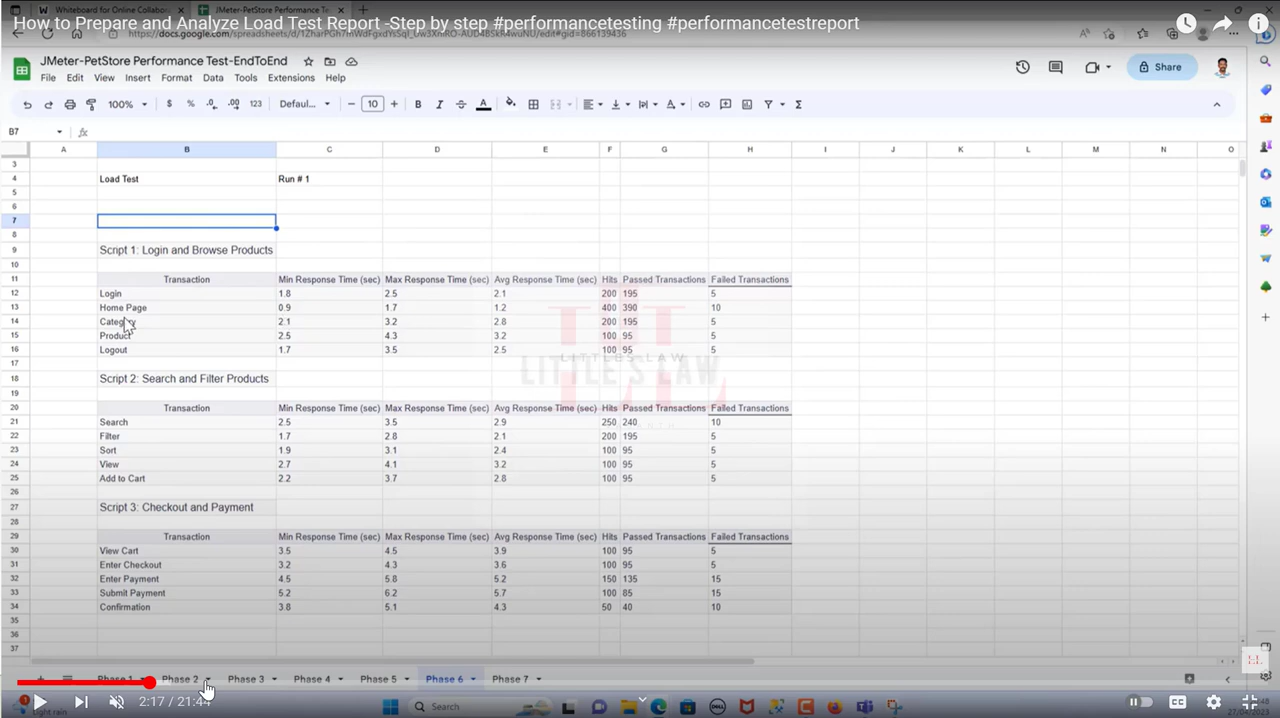 Whiteboard for Online Collabo
JMeter-PetStore Performance Te
How to Prepare and Analyze Load Test Report -Step by step #performancetesting #performancetestreport
JMeter-PetStore Performance Test-EndToEnd
File Edit View Insert Format Data Tools Extensions Help
Share
100% $ % .0 .00 123 Defaul... 10 B I A
B7 fx
A B C D E F G H I J K L M N O
3
4 Load Test Run # 1
5
6
7
8
9 Script 1: Login and Browse Products
10
11 Transaction Min Response Time (sec) Max Response Time (sec) Avg Response Time (sec) Hits Passed Transactions Failed Transactions
12 Login 1.8 2.5 2.1 200 195 5
13 Home Page 0.9 1.7 1.2 400 390 10
14 Category 2.1 3.2 2.8 200 195 5
15 Product 2.5 4.3 3.2 100 95 5
16 Logout 1.7 3.5 2.5 100 95 5
17
LITTLES LAW
18 Script 2: Search and Filter Products
LITTLE'S LAW
19
20 Transaction Min Response Time (sec) Max Response Time (sec) Avg Response Time (sec) Hits Passed Transactions Failed Transactions
21 Search 2.5 3.5 2.9 250 240 10
22 Filter 1.7 2.8 2.1 200 195 5
23 Sort 1.9 3.1 2.4 100 95 5
24 View 2.7 4.1 3.2 100 95 5
25 Add to Cart 2.2 3.7 2.8 100 95 5
26
27 Script 3: Checkout and Payment
28
29 Transaction Min Response Time (sec) Max Response Time (sec) Avg Response Time (sec) Hits Passed Transactions Failed Transactions
30 View Cart 3.5 4.5 3.9 100 95 5
31 Enter Checkout 3.2 4.3 3.6 100 95 5
32 Enter Payment 4.5 5.8 5.2 150 135 15
33 Submit Payment 5.2 6.2 5.7 100 85 15
34 Confirmation 3.8 5.1 4.3 50 40 10
35
36
37
Phase 1 Phase 2 Phase 3 Phase 4 Phase 5 Phase 6 Phase 7
2:17 / 21:44
Light rain
Search
CC
27/04/2023